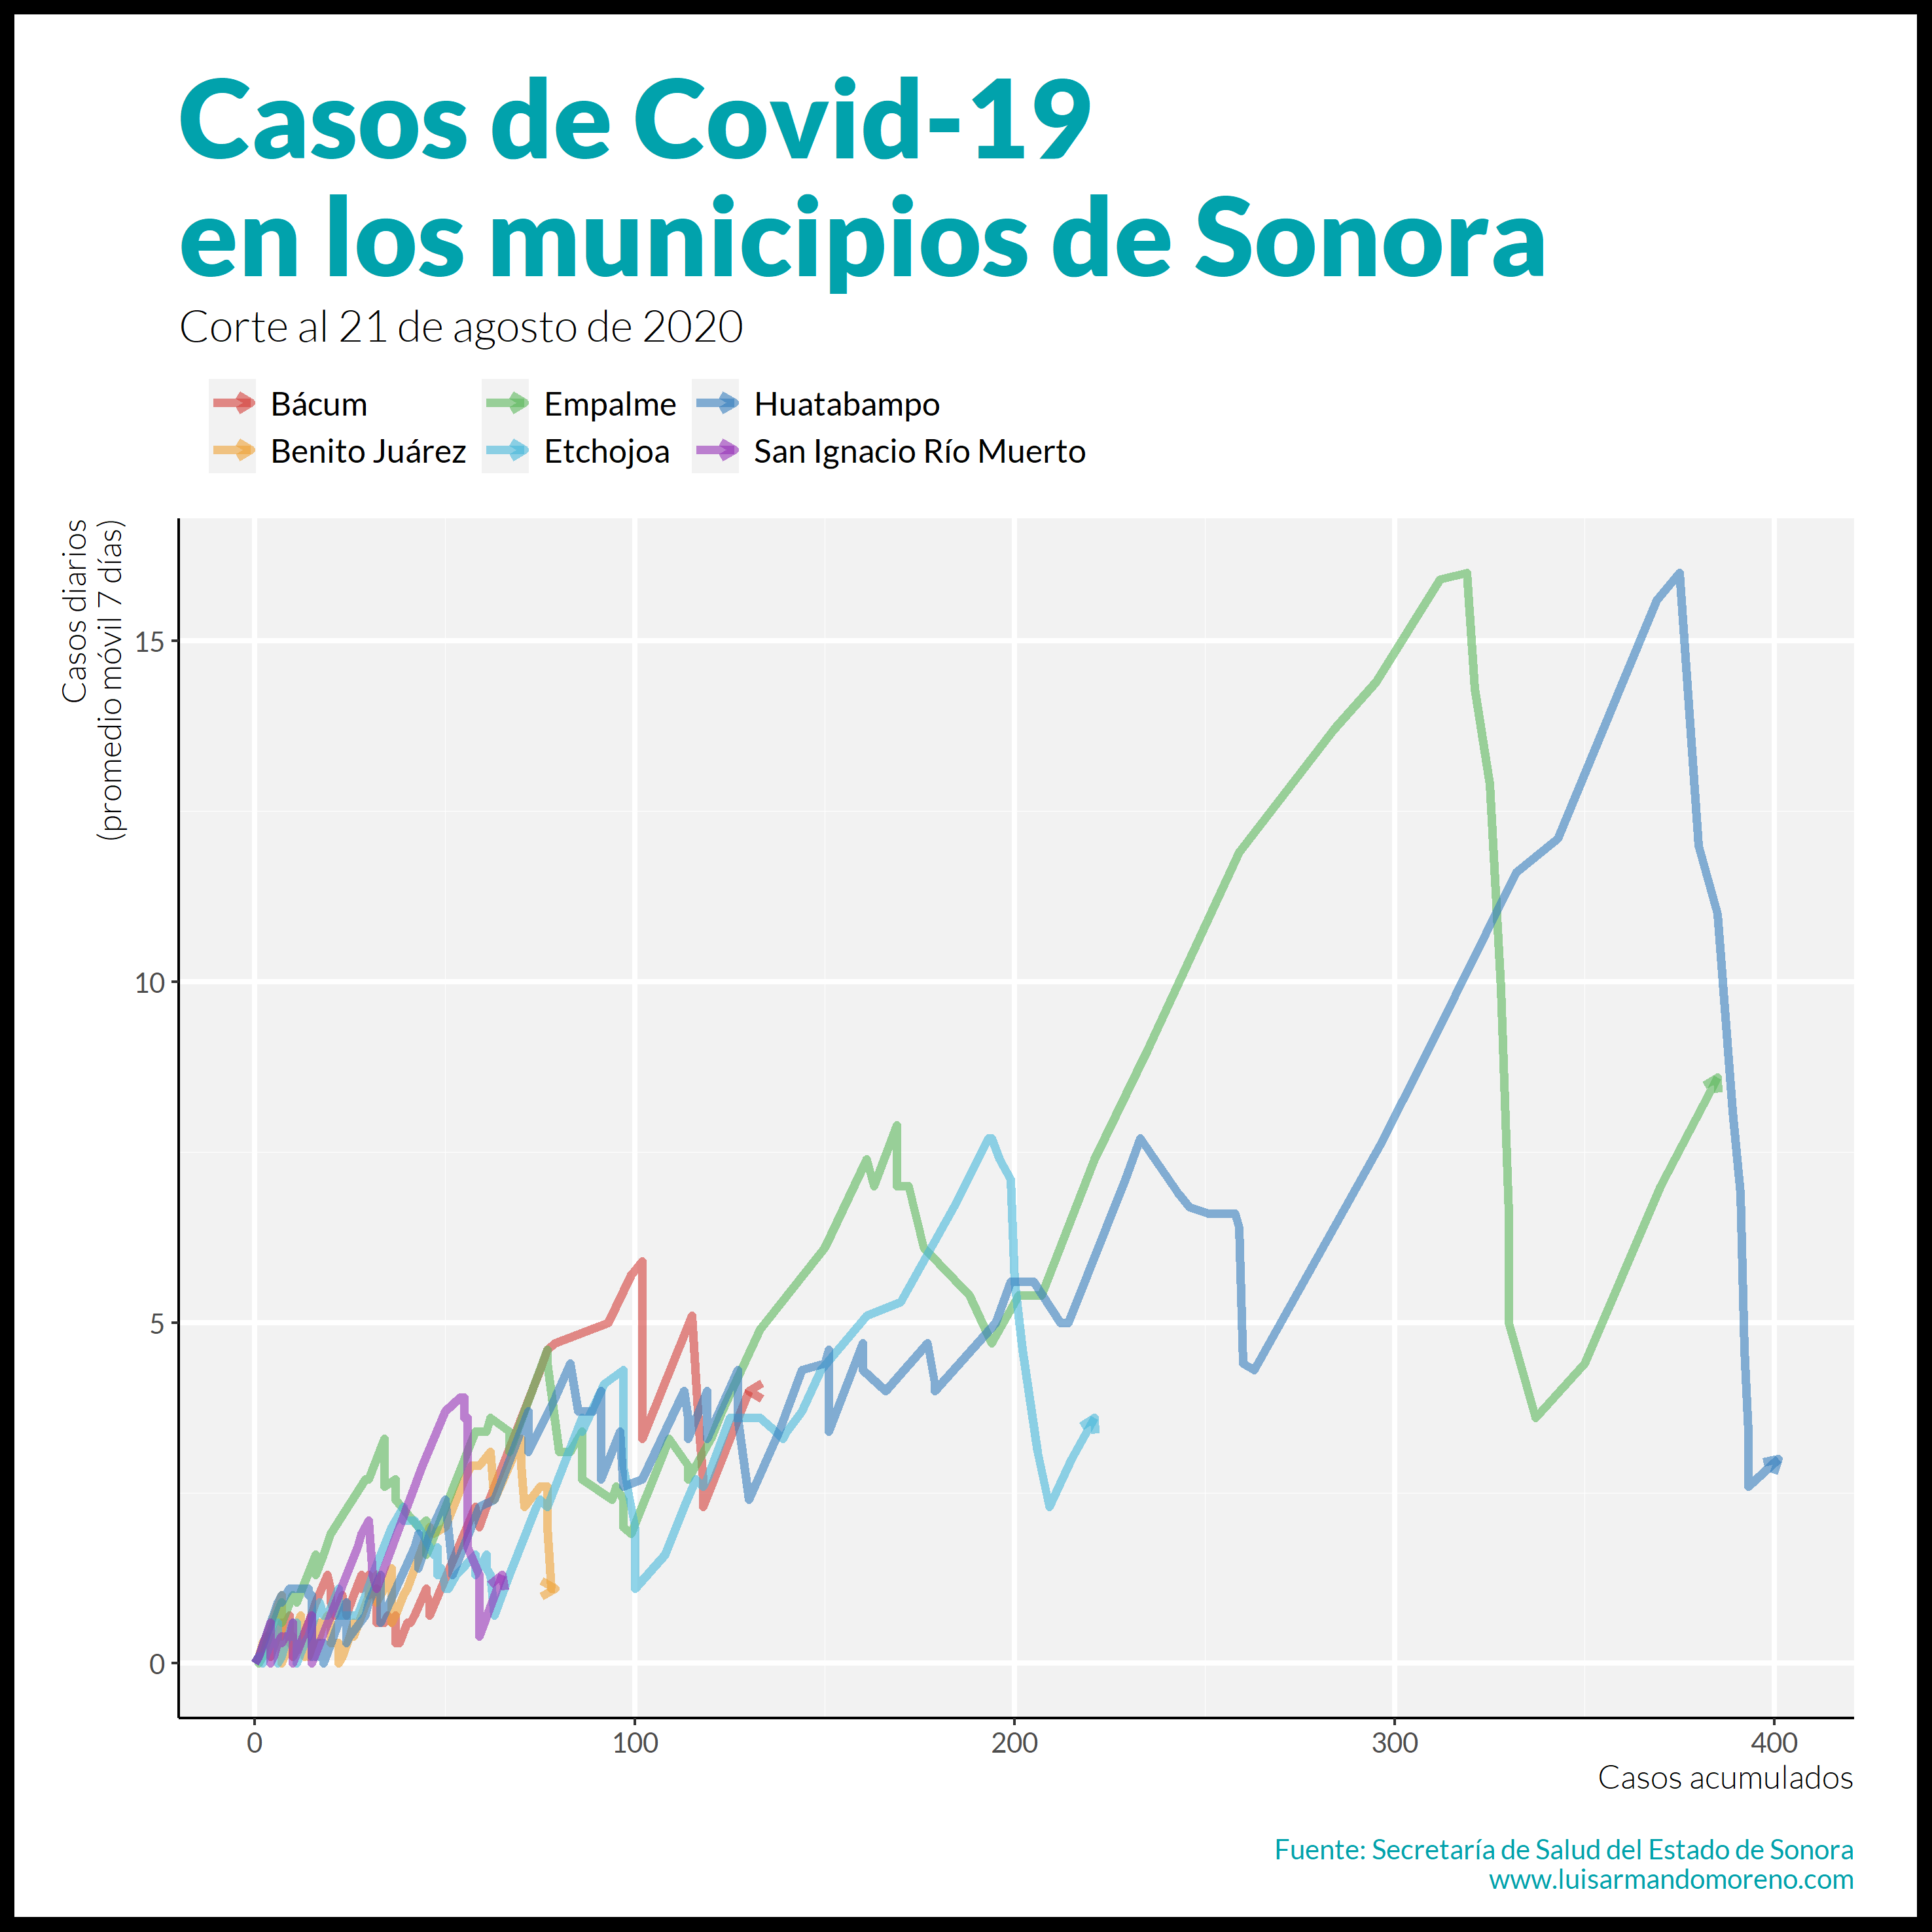 Casos de Covid-19
en los municipios de Sonora
Corte al 21 de agosto de 2020
Bácum
Empalme
Huatabampo
Benito Juárez
Etchojoa
San Ignacio Río Muerto
Casos diarios
(promedio móvil 7 días)
15
10
5
0
0
100
200
300
400
Casos acumulados
Fuente: Secretaría de Salud del Estado de Sonora
www.luisarmandomoreno.com